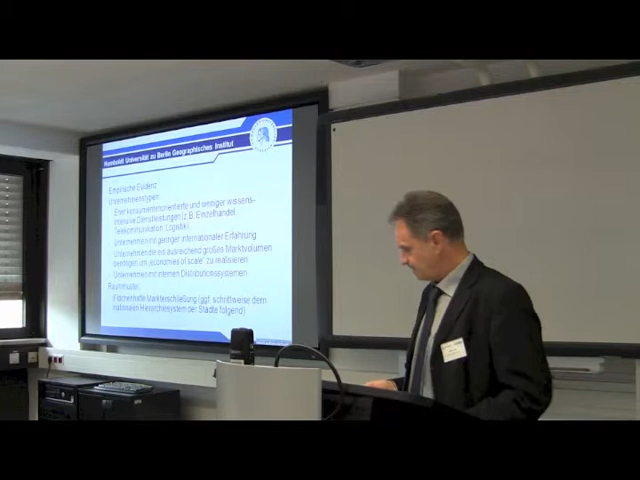 Humboldt Universität zu Berlin Geographisches Institut
Empirische Evidenz
Unternehmenstypen:
Eher konsumentenorientierte und weniger wissens-
intensive Dienstleistungen (z.B. Einzelhandel,
Telekommunikation, Logistik)
Unternehmen mit geringer internationaler Erfahrung
Unternehmen die ein ausreichend großes Marktvolumen
benötigen um „economies of scale" zu realisieren
Unternehmen mit internen Distributionssystemen
Raummuster:
Flächenhafte Markterschließung (ggf. schrittweise dem
nationalen Hierarchiesystem der Städte folgend)